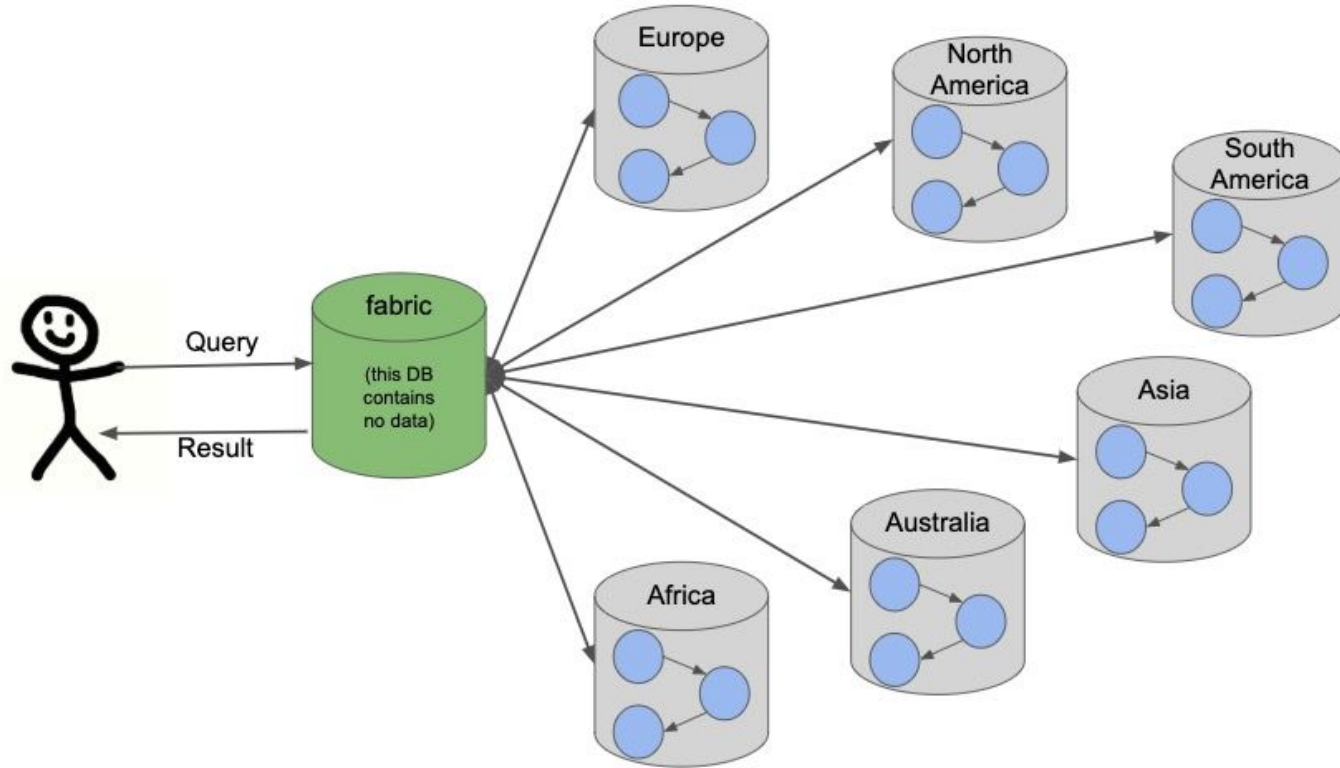 Europe
North
America
South
America
fabric
(this DB
contains
no data)
Query
Result
Asia
Australia
Africa